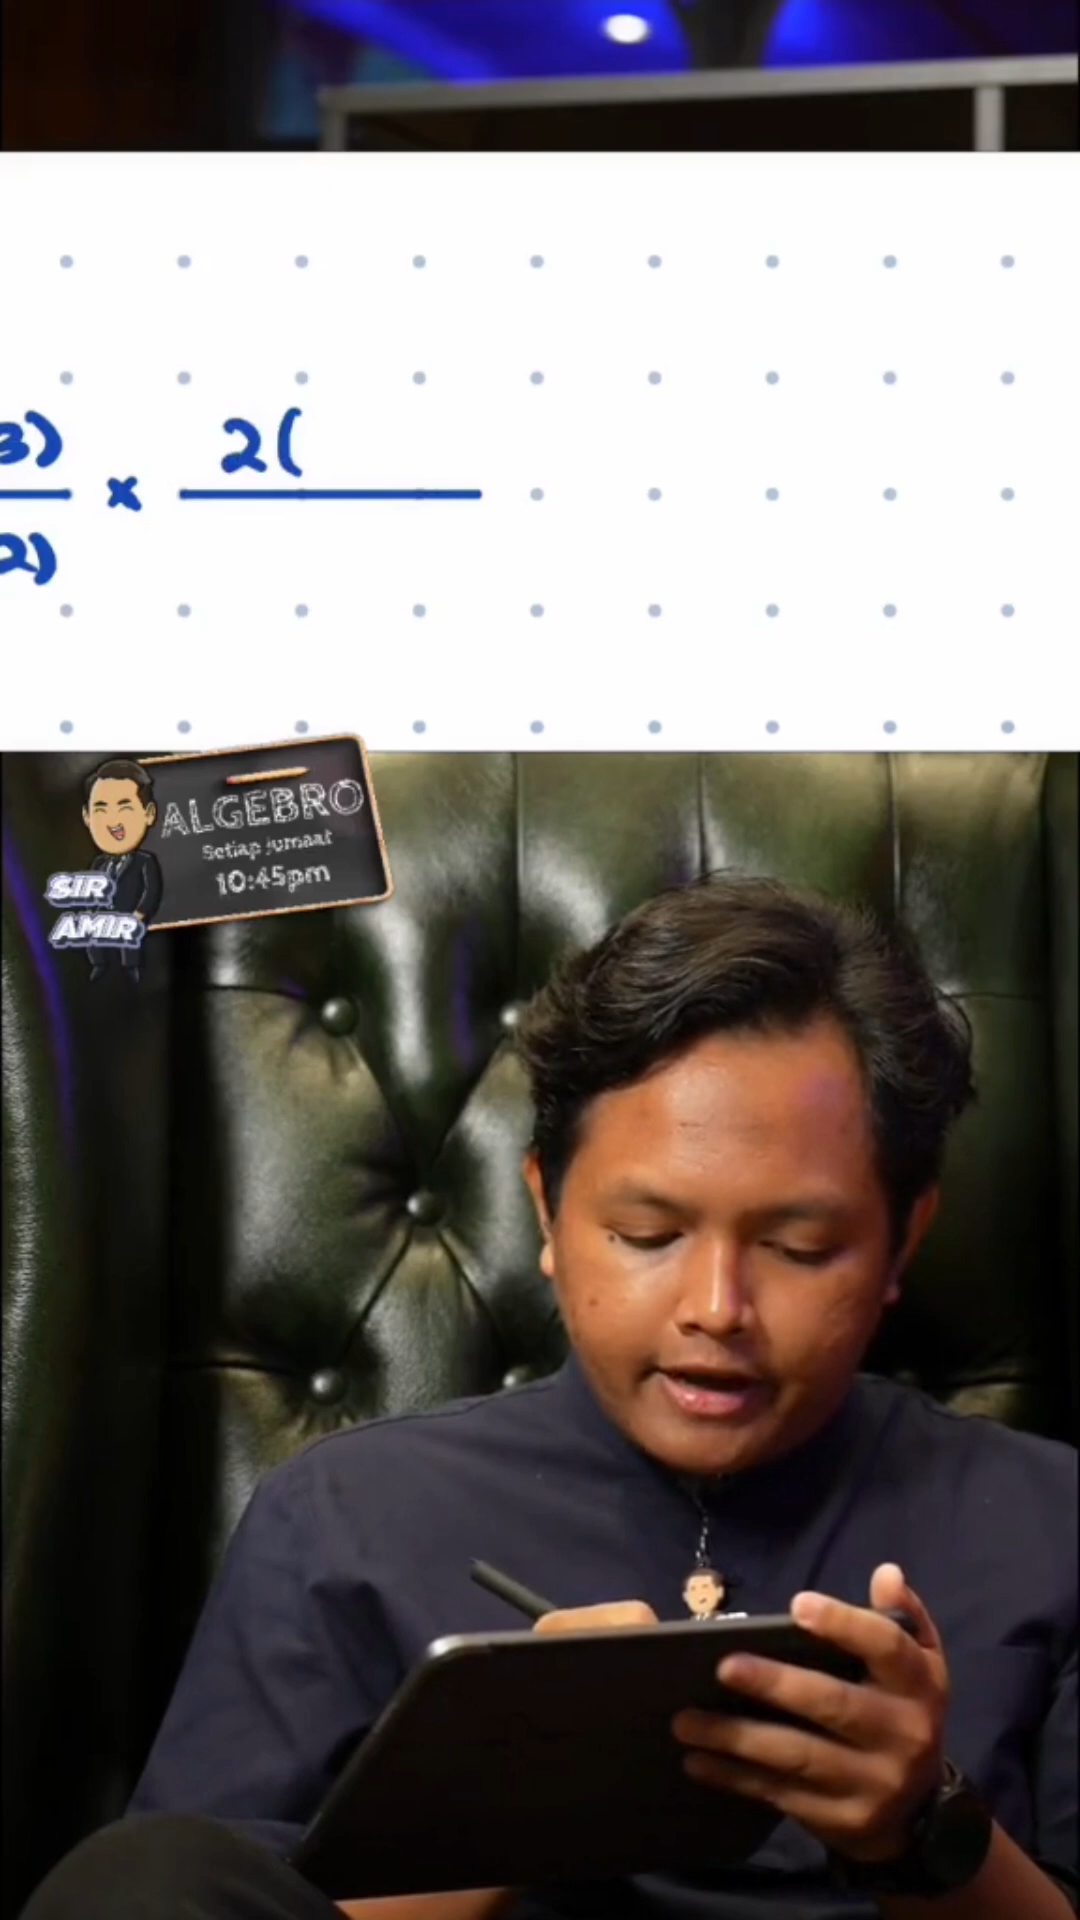 3) × 2(
2)
ALGEBRO
Setiap jumaat
10:45pm
SIR
AMIR